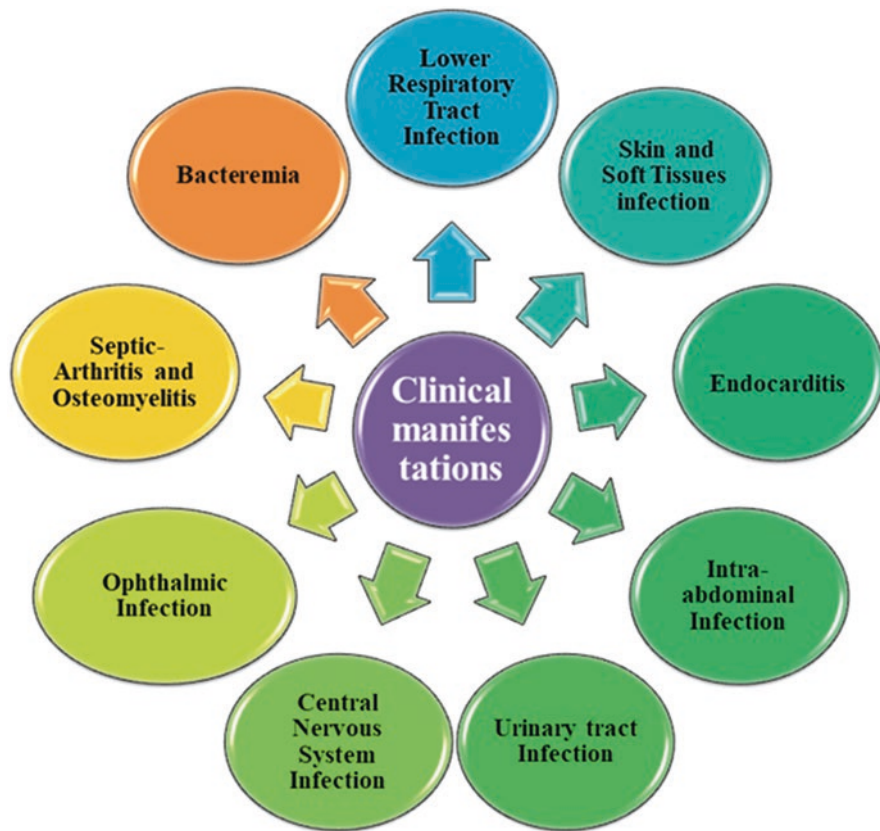 Lower
Respiratory
Tract
Infection
Skin and
Soft Tissues
infection
Endocarditis
Intra-
abdominal
Infection
Urinary tract
Infection
Central
Nervous
System
Infection
Ophthalmic
Infection
Septic-
Arthritis and
Osteomyelitis
Bacteremia
Clinical
manifes
tations